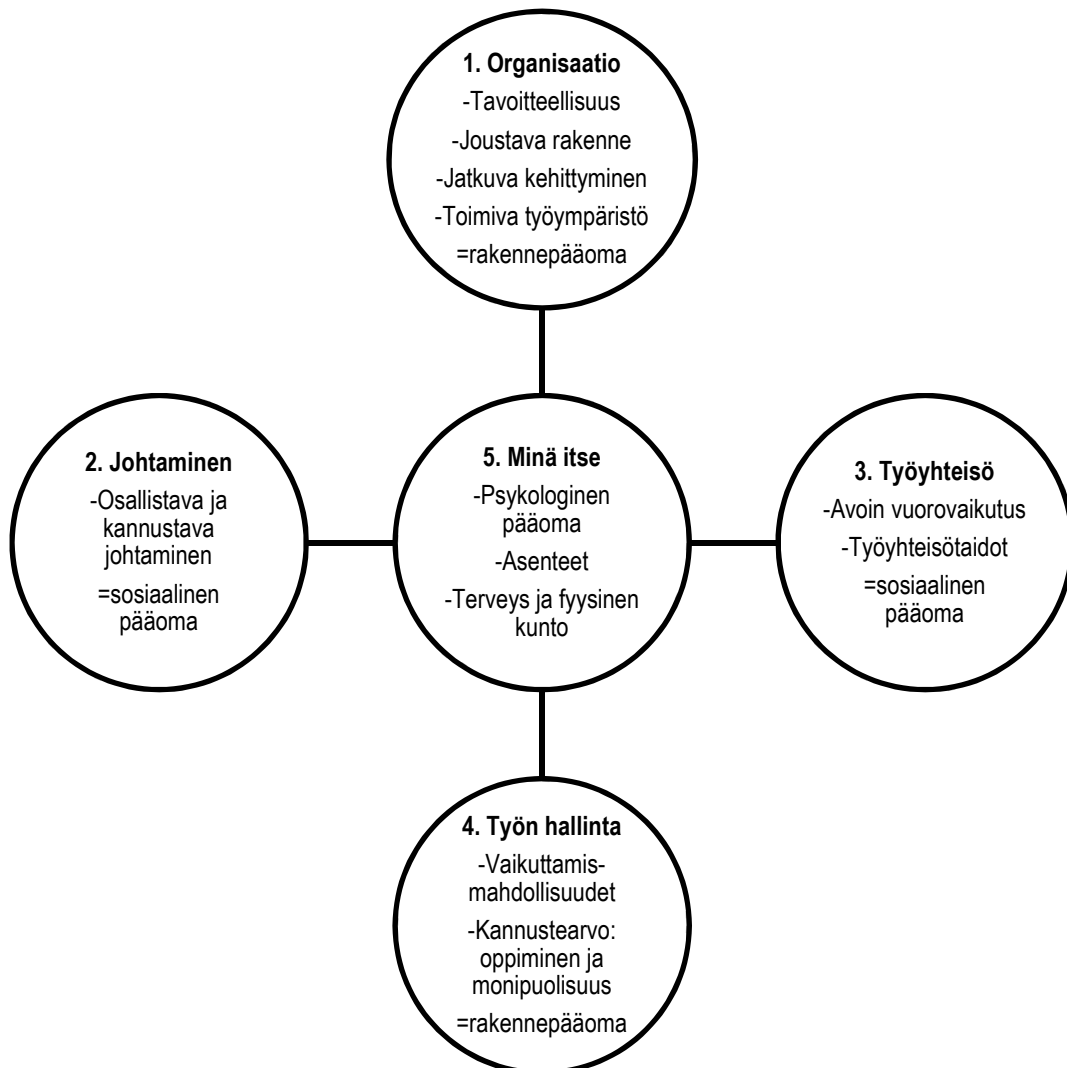 1. Organisaatio
-Tavoitteellisuus
-Joustava rakenne
-Jatkuva kehittyminen
-Toimiva työympäristö
=rakennepääoma
2. Johtaminen
-Osallistava ja
kannustava
johtaminen
=sosiaalinen
pääoma
5. Minä itse
-Psykologinen
pääoma
-Asenteet
-Terveys ja fyysinen
kunto
3. Työyhteisö
-Avoin vuorovaikutus
-Työyhteisötaidot
=sosiaalinen
pääoma
4. Työn hallinta
-Vaikuttamis-
mahdollisuudet
-Kannustearvo:
oppiminen ja
monipuolisuus
=rakennepääoma